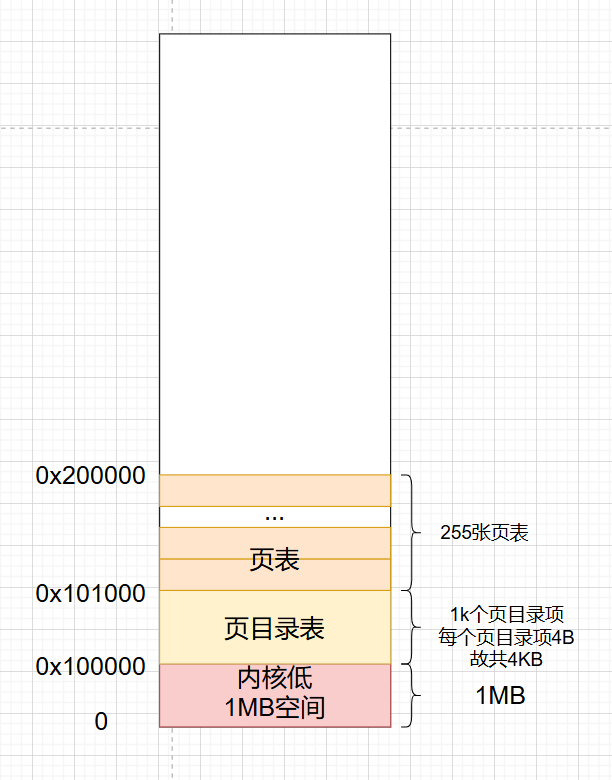 0x200000
...
255张页表
页表
0x101000
页目录表
1k个页目录项
每个页目录项4B
故共4KB
0x100000
内核低
1MB空间
1MB
0